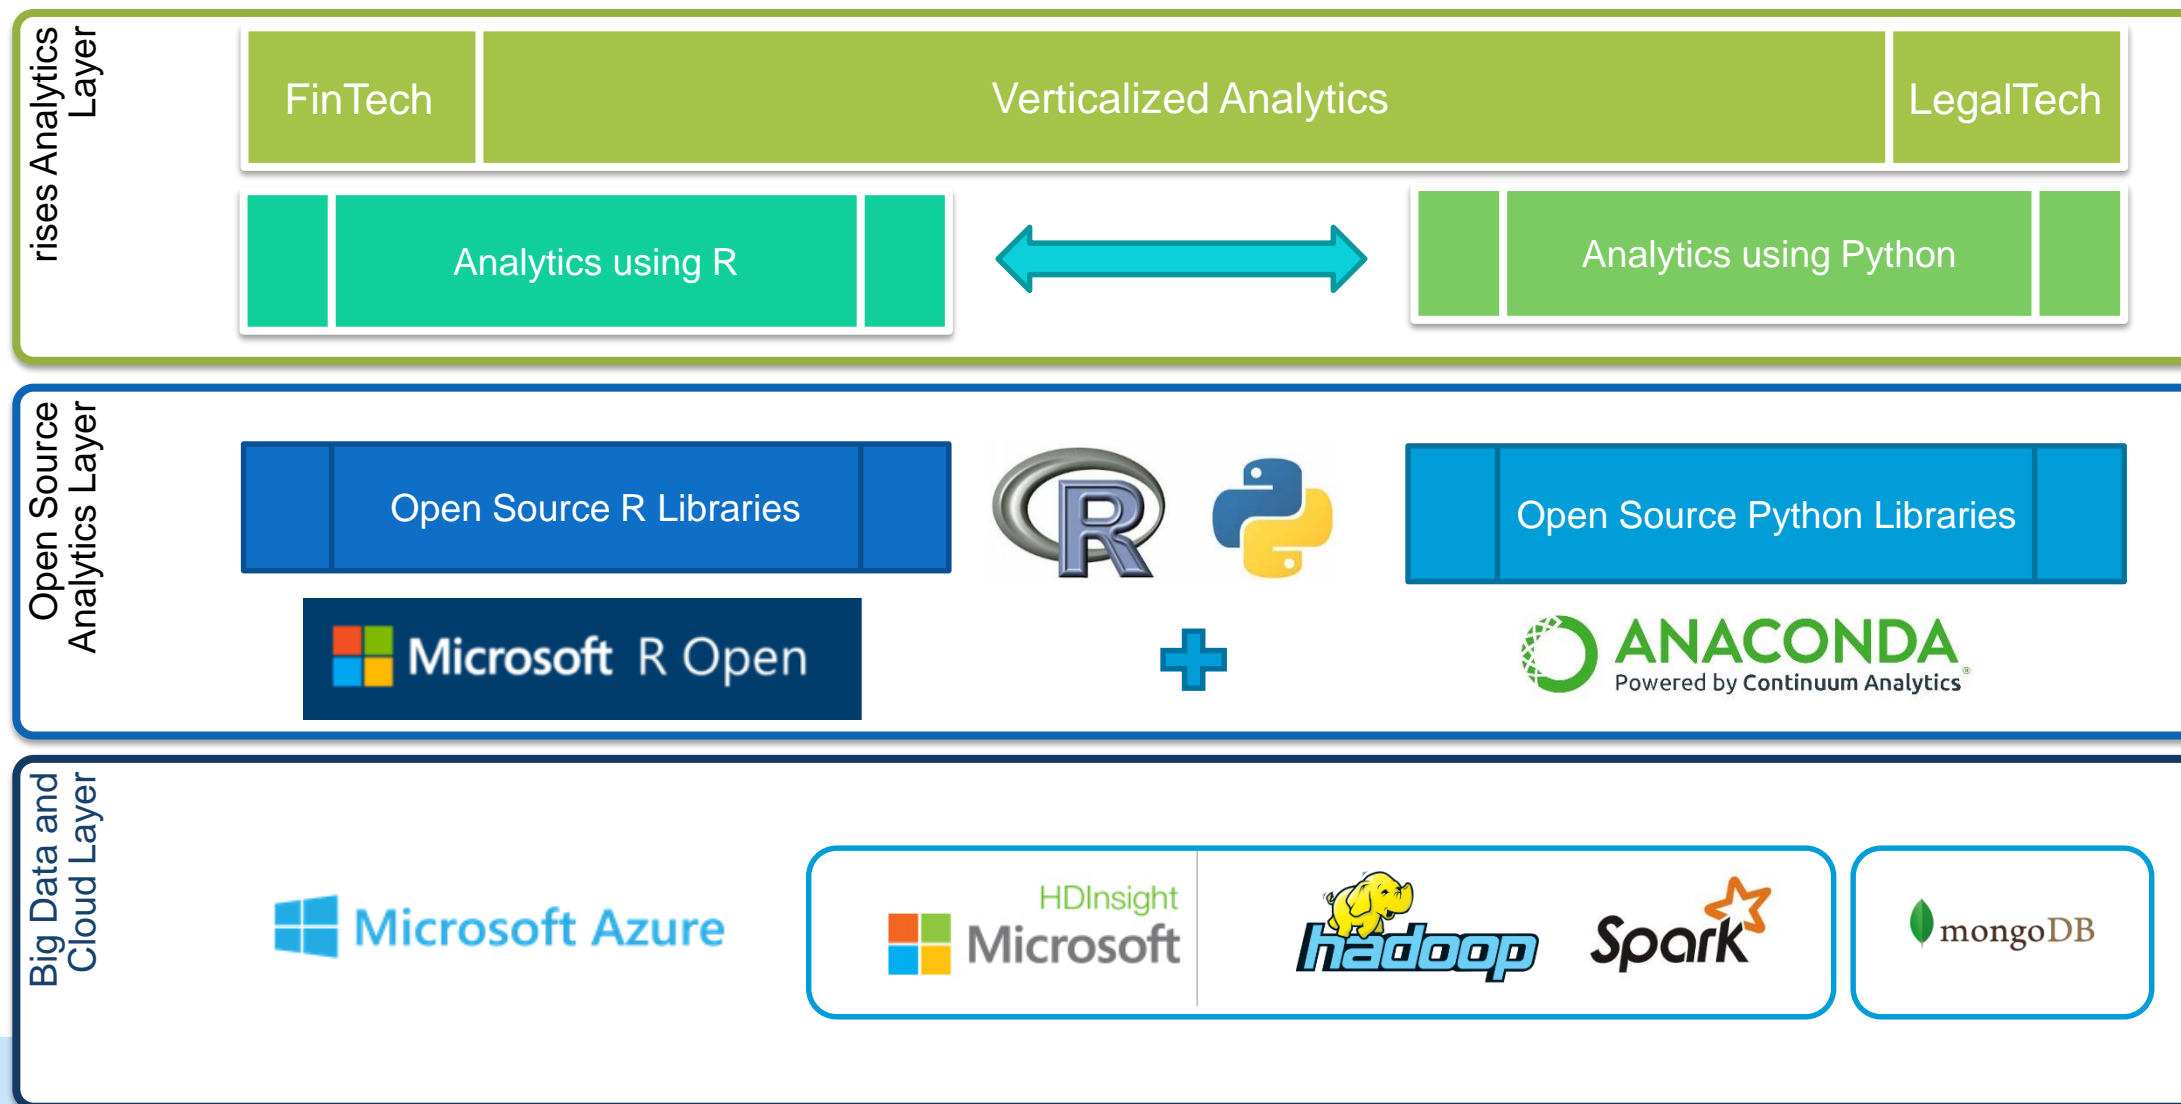 rises Analytics
Layer
FinTech
Verticalized Analytics
LegalTech
Analytics using R
Analytics using Python
Open Source
Analytics Layer
Open Source R Libraries
R
Open Source Python Libraries
Microsoft R Open
ANACONDA®
Powered by Continuum Analytics
Big Data and
Cloud Layer
Microsoft Azure
HDInsight
Microsoft
hadoop
Spark
mongoDB